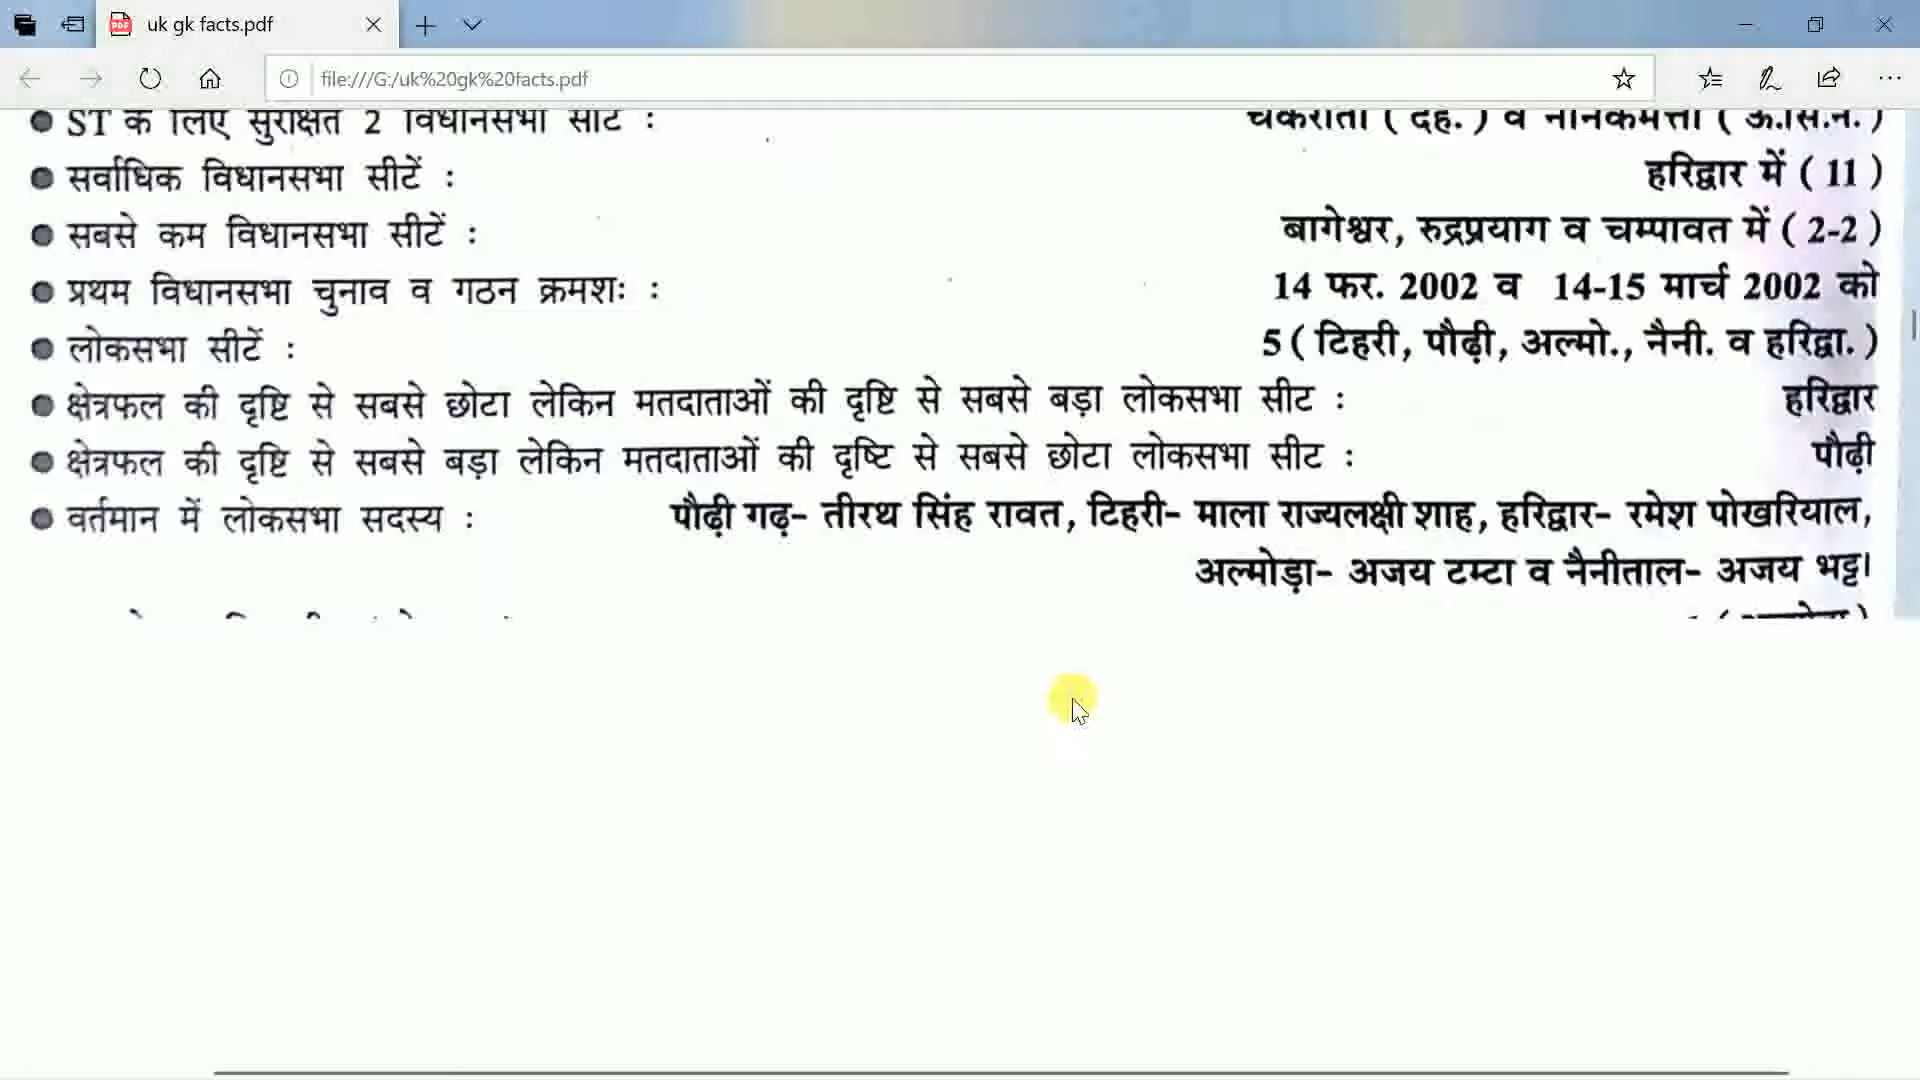 uk gk facts.pdf
file:///G:/uk%20gk%20facts.pdf
ST के लिए सुरक्षित 2 विधानसभा सीटें : चकराता ( देह. ) व नानकमत्ता ( ऊ.सिं.न. )
सर्वाधिक विधानसभा सीटें : हरिद्वार में ( 11 )
सबसे कम विधानसभा सीटें : बागेश्वर, रुद्रप्रयाग व चम्पावत में ( 2-2 )
प्रथम विधानसभा चुनाव व गठन क्रमशः : 14 फर. 2002 व 14-15 मार्च 2002 को
लोकसभा सीटें : 5 ( टिहरी, पौढ़ी, अल्मो., नैनी. व हरिद्वा. )
क्षेत्रफल की दृष्टि से सबसे छोटा लेकिन मतदाताओं की दृष्टि से सबसे बड़ा लोकसभा सीट : हरिद्वार
क्षेत्रफल की दृष्टि से सबसे बड़ा लेकिन मतदाताओं की दृष्टि से सबसे छोटा लोकसभा सीट : पौढ़ी
वर्तमान में लोकसभा सदस्य : पौढ़ी गढ़- तीरथ सिंह रावत, टिहरी- माला राज्यलक्षी शाह, हरिद्वार- रमेश पोखरियाल,
अल्मोड़ा- अजय टम्टा व नैनीताल- अजय भट्ट।